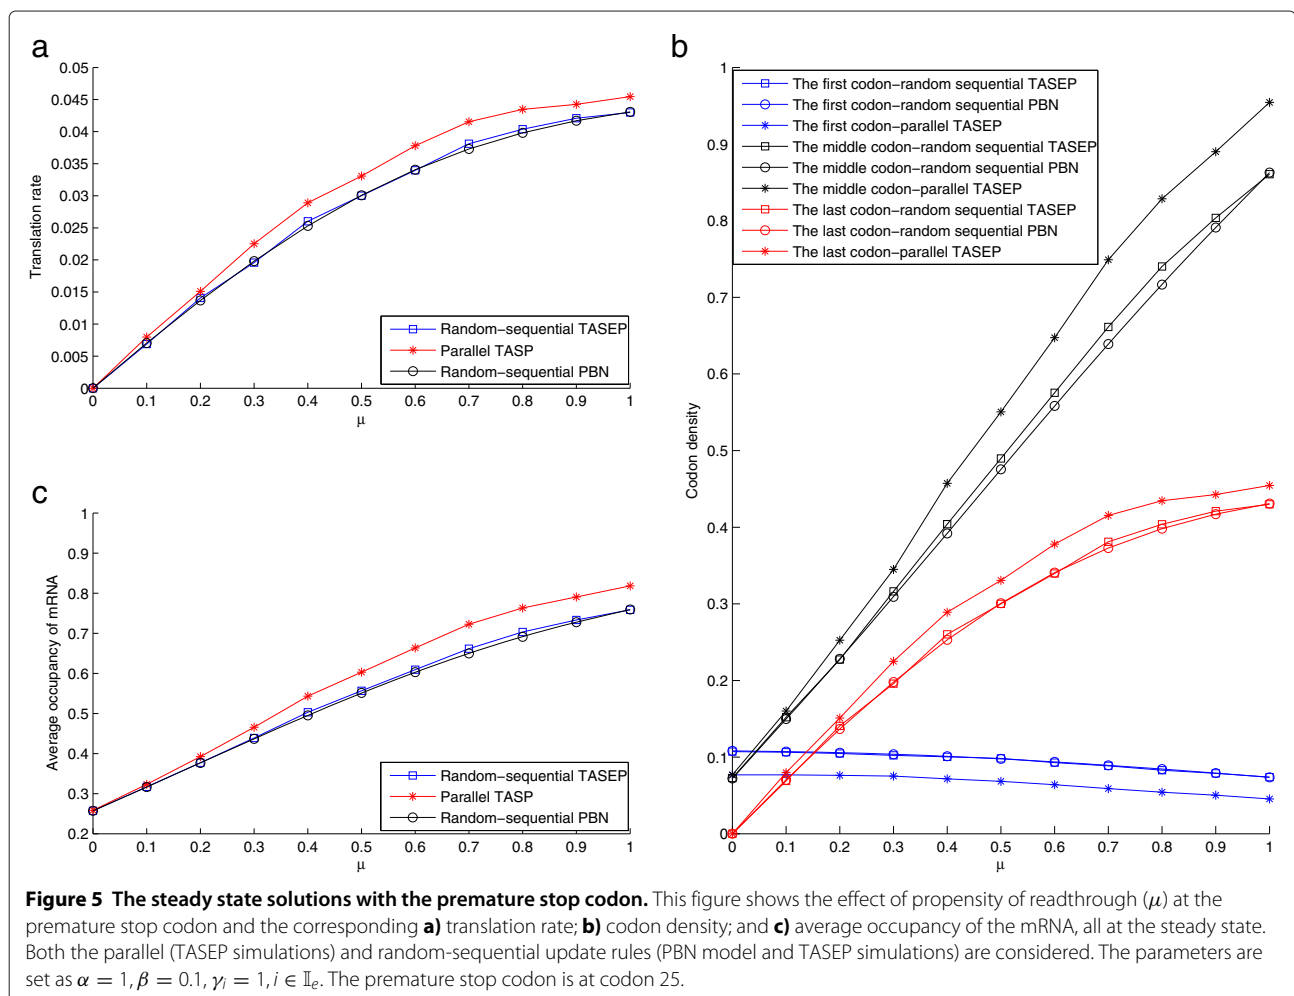 a
0.05
0.045
0.04
0.035
0.03
0.025
0.02
0.015
0.01
0.005
0
Translation rate
Random−sequential TASEP
Parallel TASP
Random−sequential PBN
0 0.1 0.2 0.3 0.4 0.5 0.6 0.7 0.8 0.9 1
μ
c
1
0.9
0.8
0.7
0.6
0.5
0.4
0.3
0.2
Average occupancy of mRNA
Random−sequential TASEP
Parallel TASP
Random−sequential PBN
0 0.1 0.2 0.3 0.4 0.5 0.6 0.7 0.8 0.9 1
μ
b
1
0.9
0.8
0.7
0.6
0.5
0.4
0.3
0.2
0.1
0
Codon density
The first codon−random sequential TASEP
The first codon−random sequential PBN
The first codon−parallel TASEP
The middle codon−random sequential TASEP
The middle codon−random sequential PBN
The middle codon−parallel TASEP
The last codon−random sequential TASEP
The last codon−random sequential PBN
The last codon−parallel TASEP
0 0.1 0.2 0.3 0.4 0.5 0.6 0.7 0.8 0.9 1
μ
Figure 5 The steady state solutions with the premature stop codon. This figure shows the effect of propensity of readthrough (μ) at the
premature stop codon and the corresponding a) translation rate; b) codon density; and c) average occupancy of the mRNA, all at the steady state.
Both the parallel (TASEP simulations) and random-sequential update rules (PBN model and TASEP simulations) are considered. The parameters are
set as α = 1, β = 0.1, γi = 1, i ∈ 𝕀e. The premature stop codon is at codon 25.